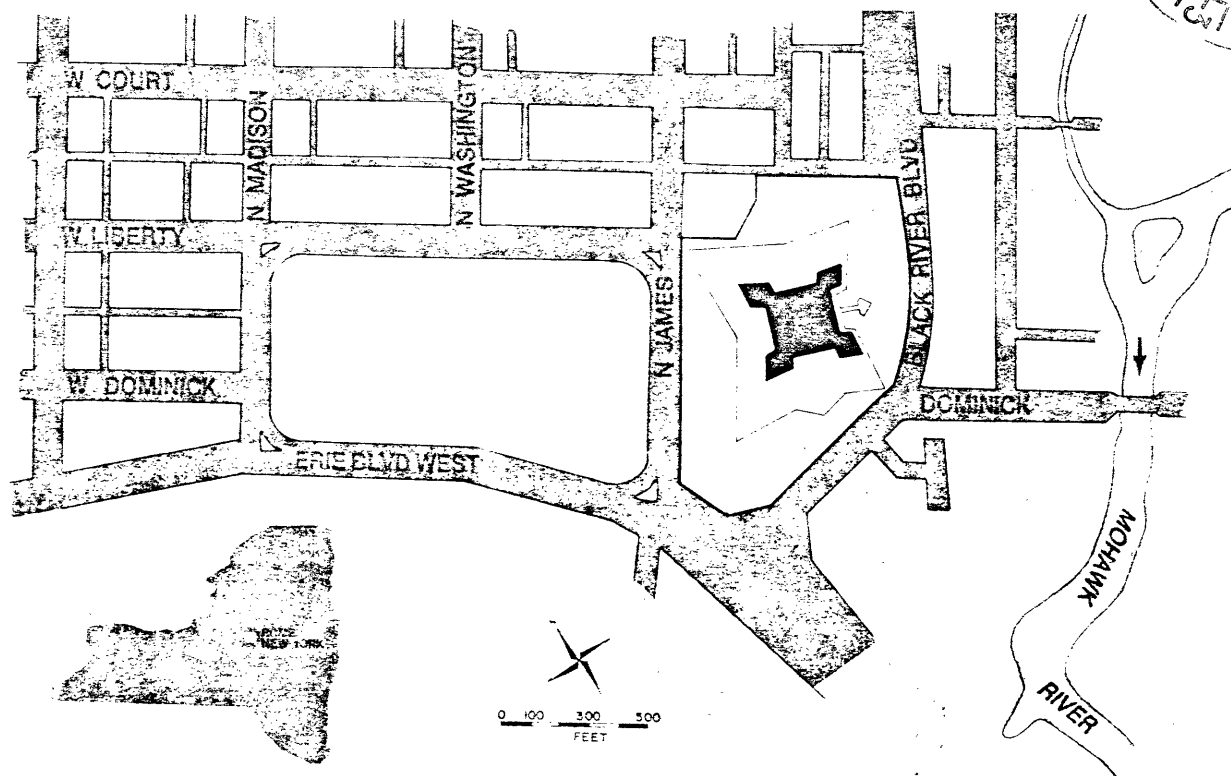 W COURT
N MADISON
N WASHINGTON
BLACK RIVER BLVD
W LIBERTY
N JAMES
W DOMINICK
DOMINICK
ERIE BLVD WEST
MOHAWK
RIVER
ROME
NEW YORK
0 100 300 500
FEET